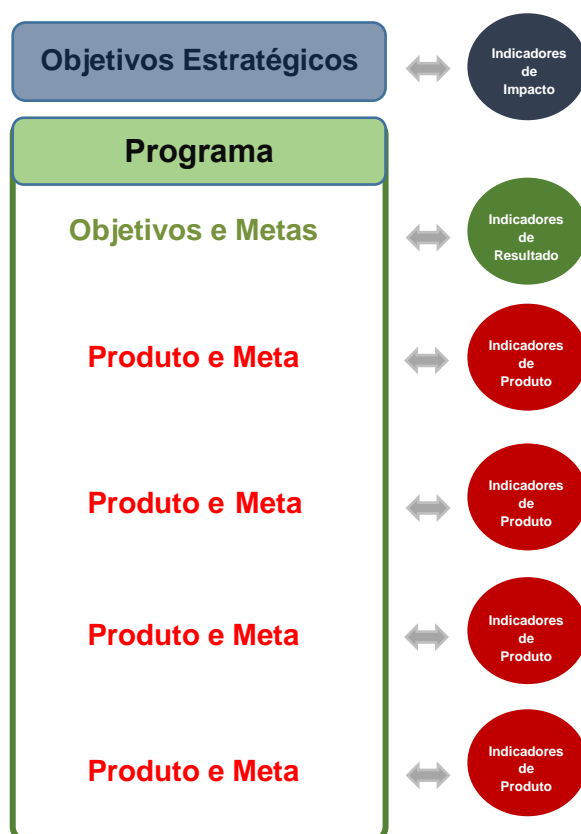 Objetivos Estratégicos
Indicadores
de
Impacto
Programa
Objetivos e Metas
Indicadores
de
Resultado
Produto e Meta
Indicadores
de
Produto
Produto e Meta
Indicadores
de
Produto
Produto e Meta
Indicadores
de
Produto
Produto e Meta
Indicadores
de
Produto